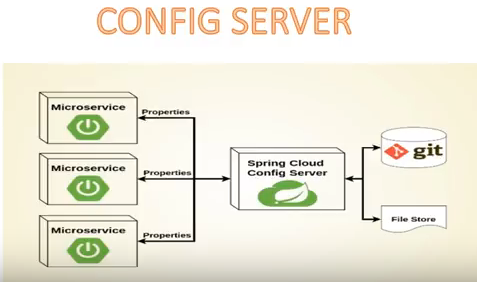 CONFIG SERVER
Microservice
Properties
Microservice
Properties
Microservice
Properties
Spring Cloud
Config Server
git
File Store